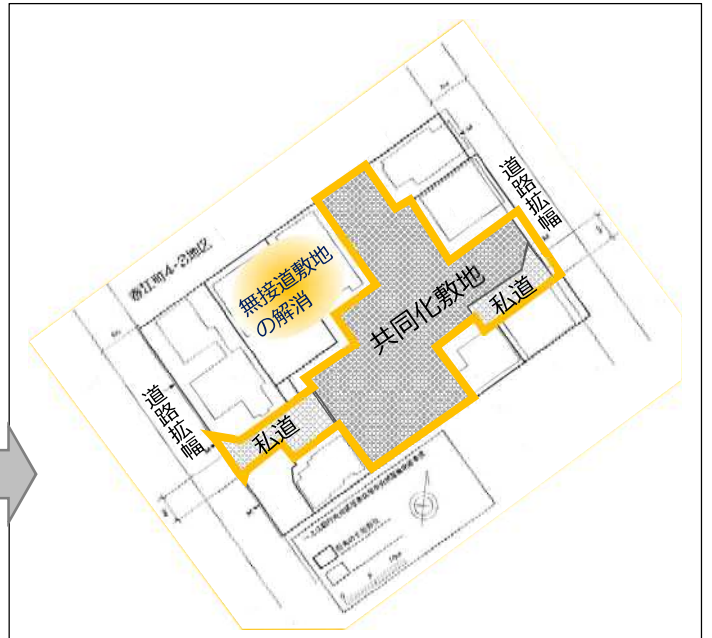 春江町4-3地区
道路拡幅
無接道敷地
の解消
共同化敷地
私道
道路拡幅
私道